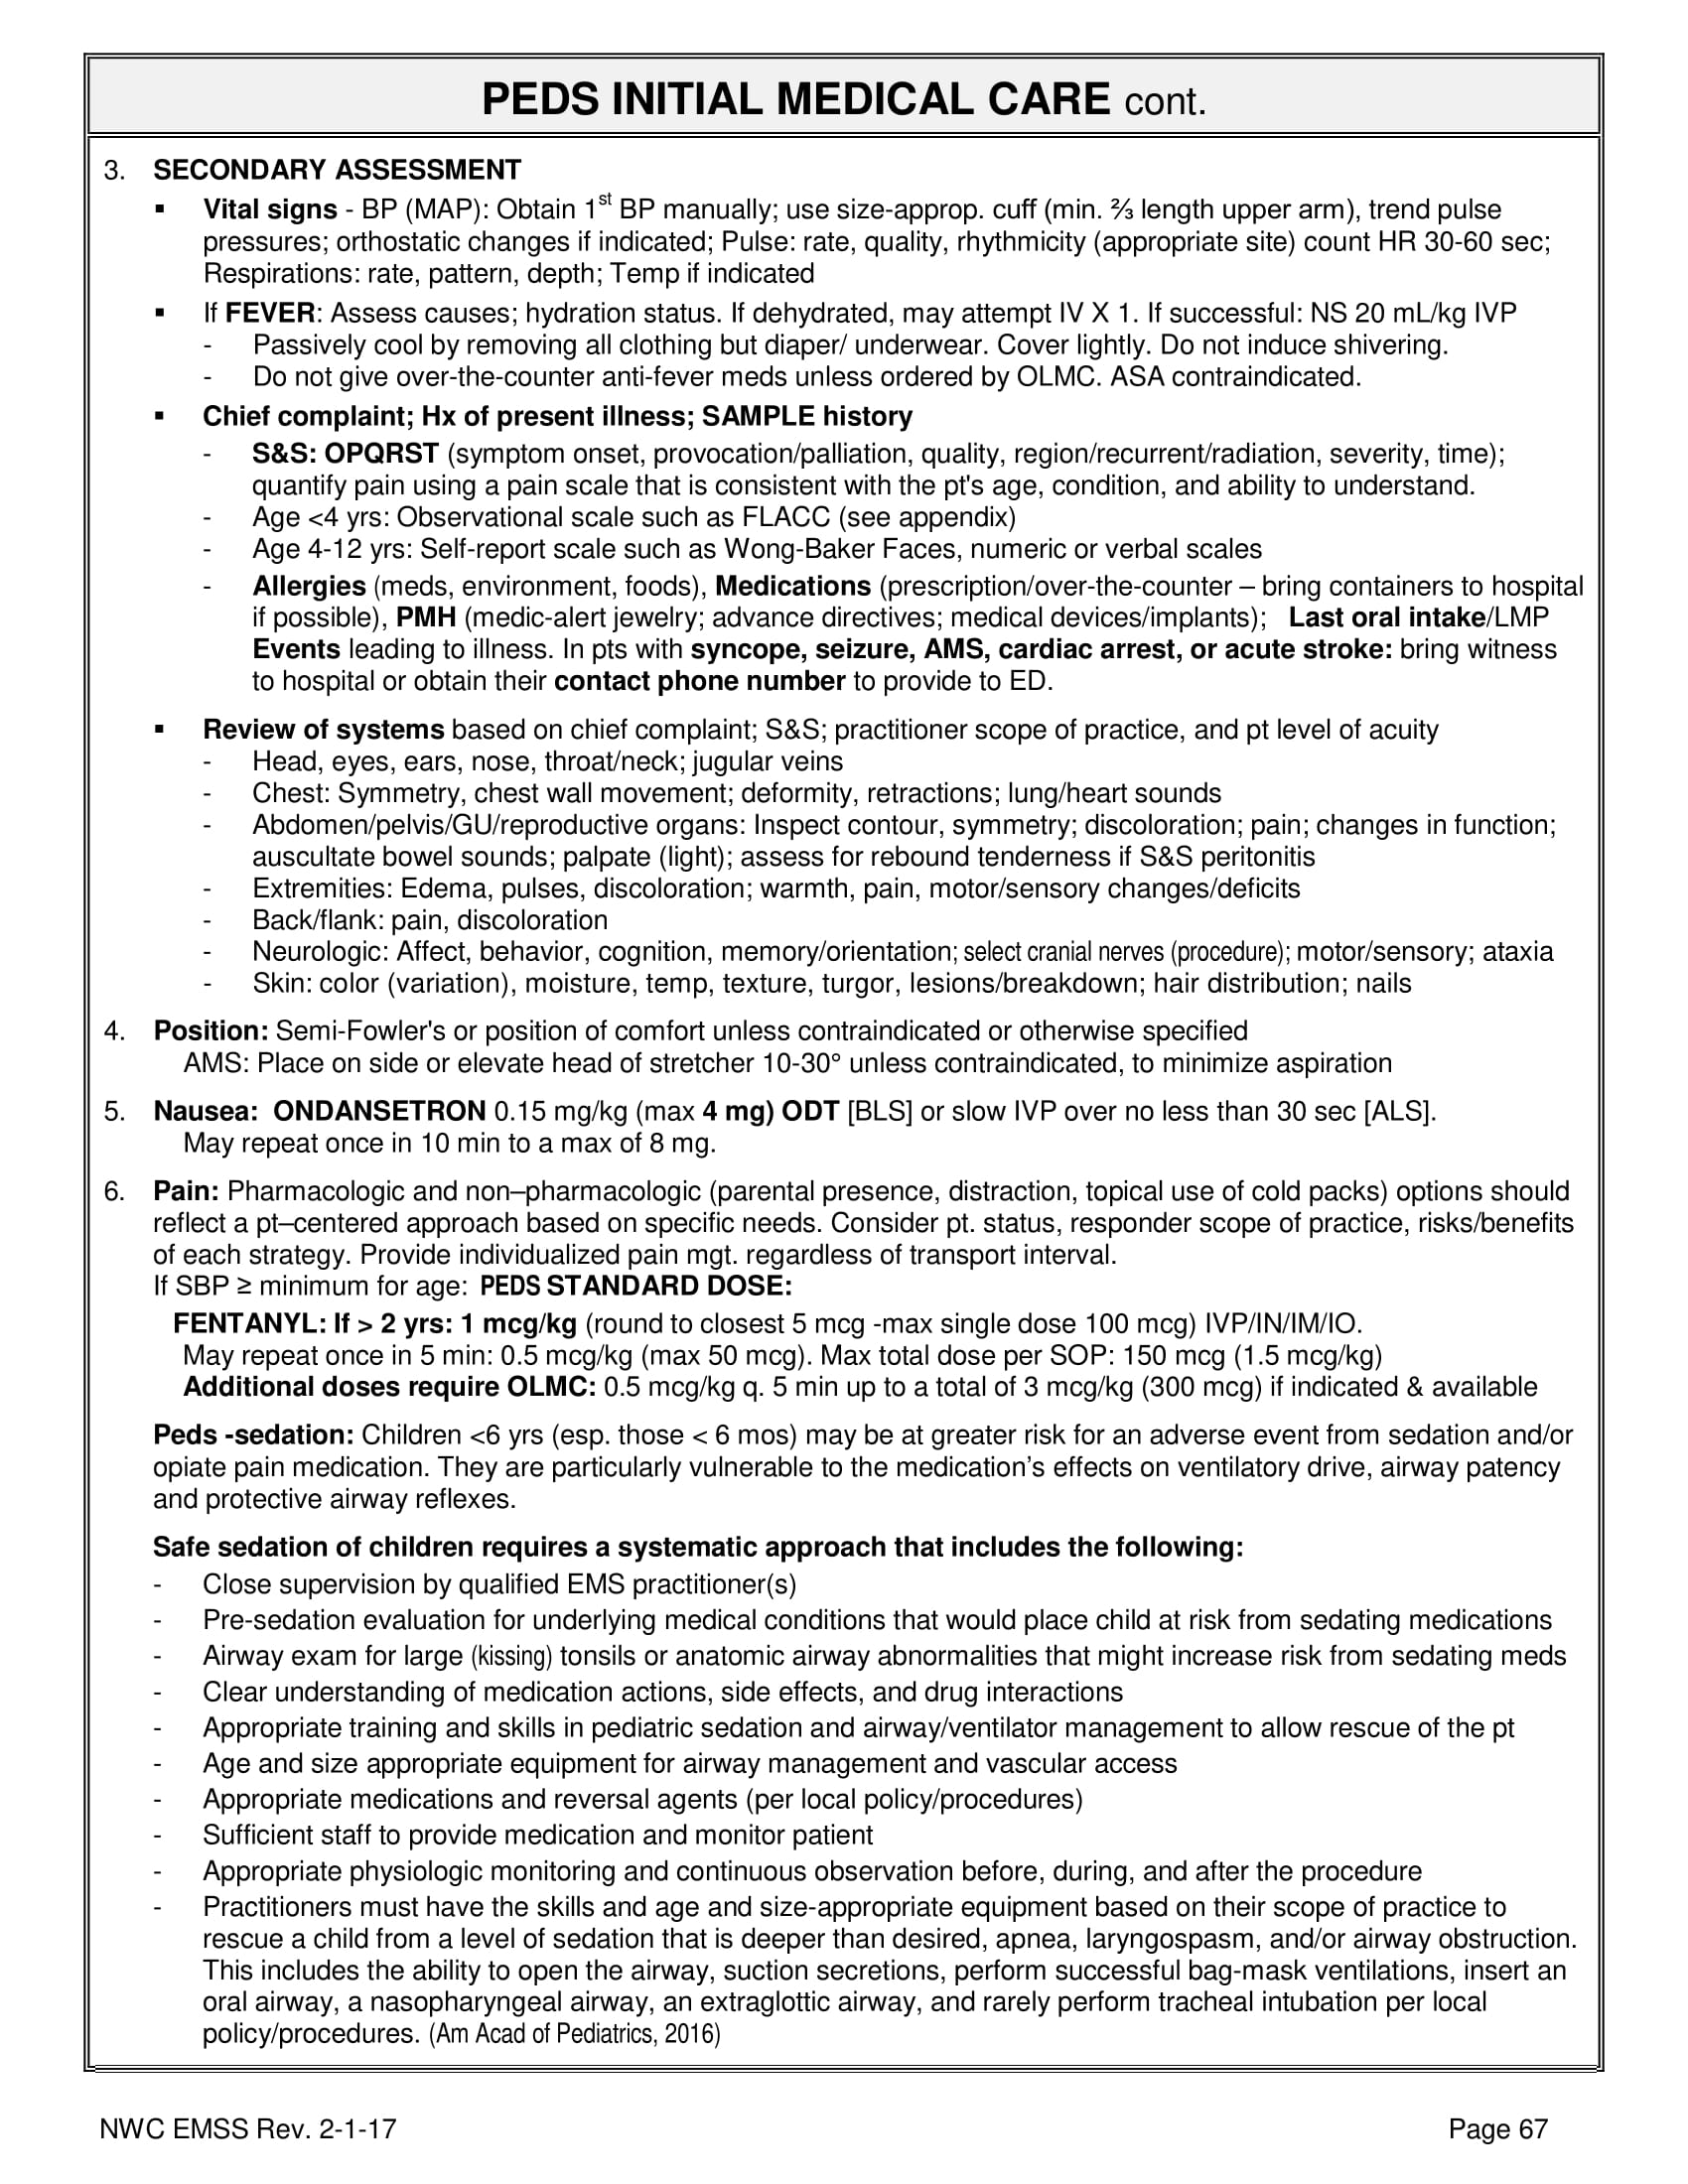 PEDS INITIAL MEDICAL CARE cont.
3. SECONDARY ASSESSMENT
▪ Vital signs - BP (MAP): Obtain 1st BP manually; use size-approp. cuff (min. ⅔ length upper arm), trend pulse
pressures; orthostatic changes if indicated; Pulse: rate, quality, rhythmicity (appropriate site) count HR 30-60 sec;
Respirations: rate, pattern, depth; Temp if indicated
▪ If FEVER: Assess causes; hydration status. If dehydrated, may attempt IV X 1. If successful: NS 20 mL/kg IVP
- Passively cool by removing all clothing but diaper/ underwear. Cover lightly. Do not induce shivering.
- Do not give over-the-counter anti-fever meds unless ordered by OLMC. ASA contraindicated.
▪ Chief complaint; Hx of present illness; SAMPLE history
- S&S: OPQRST (symptom onset, provocation/palliation, quality, region/recurrent/radiation, severity, time);
quantify pain using a pain scale that is consistent with the pt's age, condition, and ability to understand.
- Age <4 yrs: Observational scale such as FLACC (see appendix)
- Age 4-12 yrs: Self-report scale such as Wong-Baker Faces, numeric or verbal scales
- Allergies (meds, environment, foods), Medications (prescription/over-the-counter – bring containers to hospital
if possible), PMH (medic-alert jewelry; advance directives; medical devices/implants); Last oral intake/LMP
Events leading to illness. In pts with syncope, seizure, AMS, cardiac arrest, or acute stroke: bring witness
to hospital or obtain their contact phone number to provide to ED.
▪ Review of systems based on chief complaint; S&S; practitioner scope of practice, and pt level of acuity
- Head, eyes, ears, nose, throat/neck; jugular veins
- Chest: Symmetry, chest wall movement; deformity, retractions; lung/heart sounds
- Abdomen/pelvis/GU/reproductive organs: Inspect contour, symmetry; discoloration; pain; changes in function;
auscultate bowel sounds; palpate (light); assess for rebound tenderness if S&S peritonitis
- Extremities: Edema, pulses, discoloration; warmth, pain, motor/sensory changes/deficits
- Back/flank: pain, discoloration
- Neurologic: Affect, behavior, cognition, memory/orientation; select cranial nerves (procedure); motor/sensory; ataxia
- Skin: color (variation), moisture, temp, texture, turgor, lesions/breakdown; hair distribution; nails
4. Position: Semi-Fowler's or position of comfort unless contraindicated or otherwise specified
AMS: Place on side or elevate head of stretcher 10-30° unless contraindicated, to minimize aspiration
5. Nausea: ONDANSETRON 0.15 mg/kg (max 4 mg) ODT [BLS] or slow IVP over no less than 30 sec [ALS].
May repeat once in 10 min to a max of 8 mg.
6. Pain: Pharmacologic and non–pharmacologic (parental presence, distraction, topical use of cold packs) options should
reflect a pt–centered approach based on specific needs. Consider pt. status, responder scope of practice, risks/benefits
of each strategy. Provide individualized pain mgt. regardless of transport interval.
If SBP ≥ minimum for age: PEDS STANDARD DOSE:
FENTANYL: If > 2 yrs: 1 mcg/kg (round to closest 5 mcg -max single dose 100 mcg) IVP/IN/IM/IO.
May repeat once in 5 min: 0.5 mcg/kg (max 50 mcg). Max total dose per SOP: 150 mcg (1.5 mcg/kg)
Additional doses require OLMC: 0.5 mcg/kg q. 5 min up to a total of 3 mcg/kg (300 mcg) if indicated & available
Peds -sedation: Children <6 yrs (esp. those < 6 mos) may be at greater risk for an adverse event from sedation and/or
opiate pain medication. They are particularly vulnerable to the medication’s effects on ventilatory drive, airway patency
and protective airway reflexes.
Safe sedation of children requires a systematic approach that includes the following:
- Close supervision by qualified EMS practitioner(s)
- Pre-sedation evaluation for underlying medical conditions that would place child at risk from sedating medications
- Airway exam for large (kissing) tonsils or anatomic airway abnormalities that might increase risk from sedating meds
- Clear understanding of medication actions, side effects, and drug interactions
- Appropriate training and skills in pediatric sedation and airway/ventilator management to allow rescue of the pt
- Age and size appropriate equipment for airway management and vascular access
- Appropriate medications and reversal agents (per local policy/procedures)
- Sufficient staff to provide medication and monitor patient
- Appropriate physiologic monitoring and continuous observation before, during, and after the procedure
- Practitioners must have the skills and age and size-appropriate equipment based on their scope of practice to
rescue a child from a level of sedation that is deeper than desired, apnea, laryngospasm, and/or airway obstruction.
This includes the ability to open the airway, suction secretions, perform successful bag-mask ventilations, insert an
oral airway, a nasopharyngeal airway, an extraglottic airway, and rarely perform tracheal intubation per local
policy/procedures. (Am Acad of Pediatrics, 2016)
NWC EMSS Rev. 2-1-17 Page 67